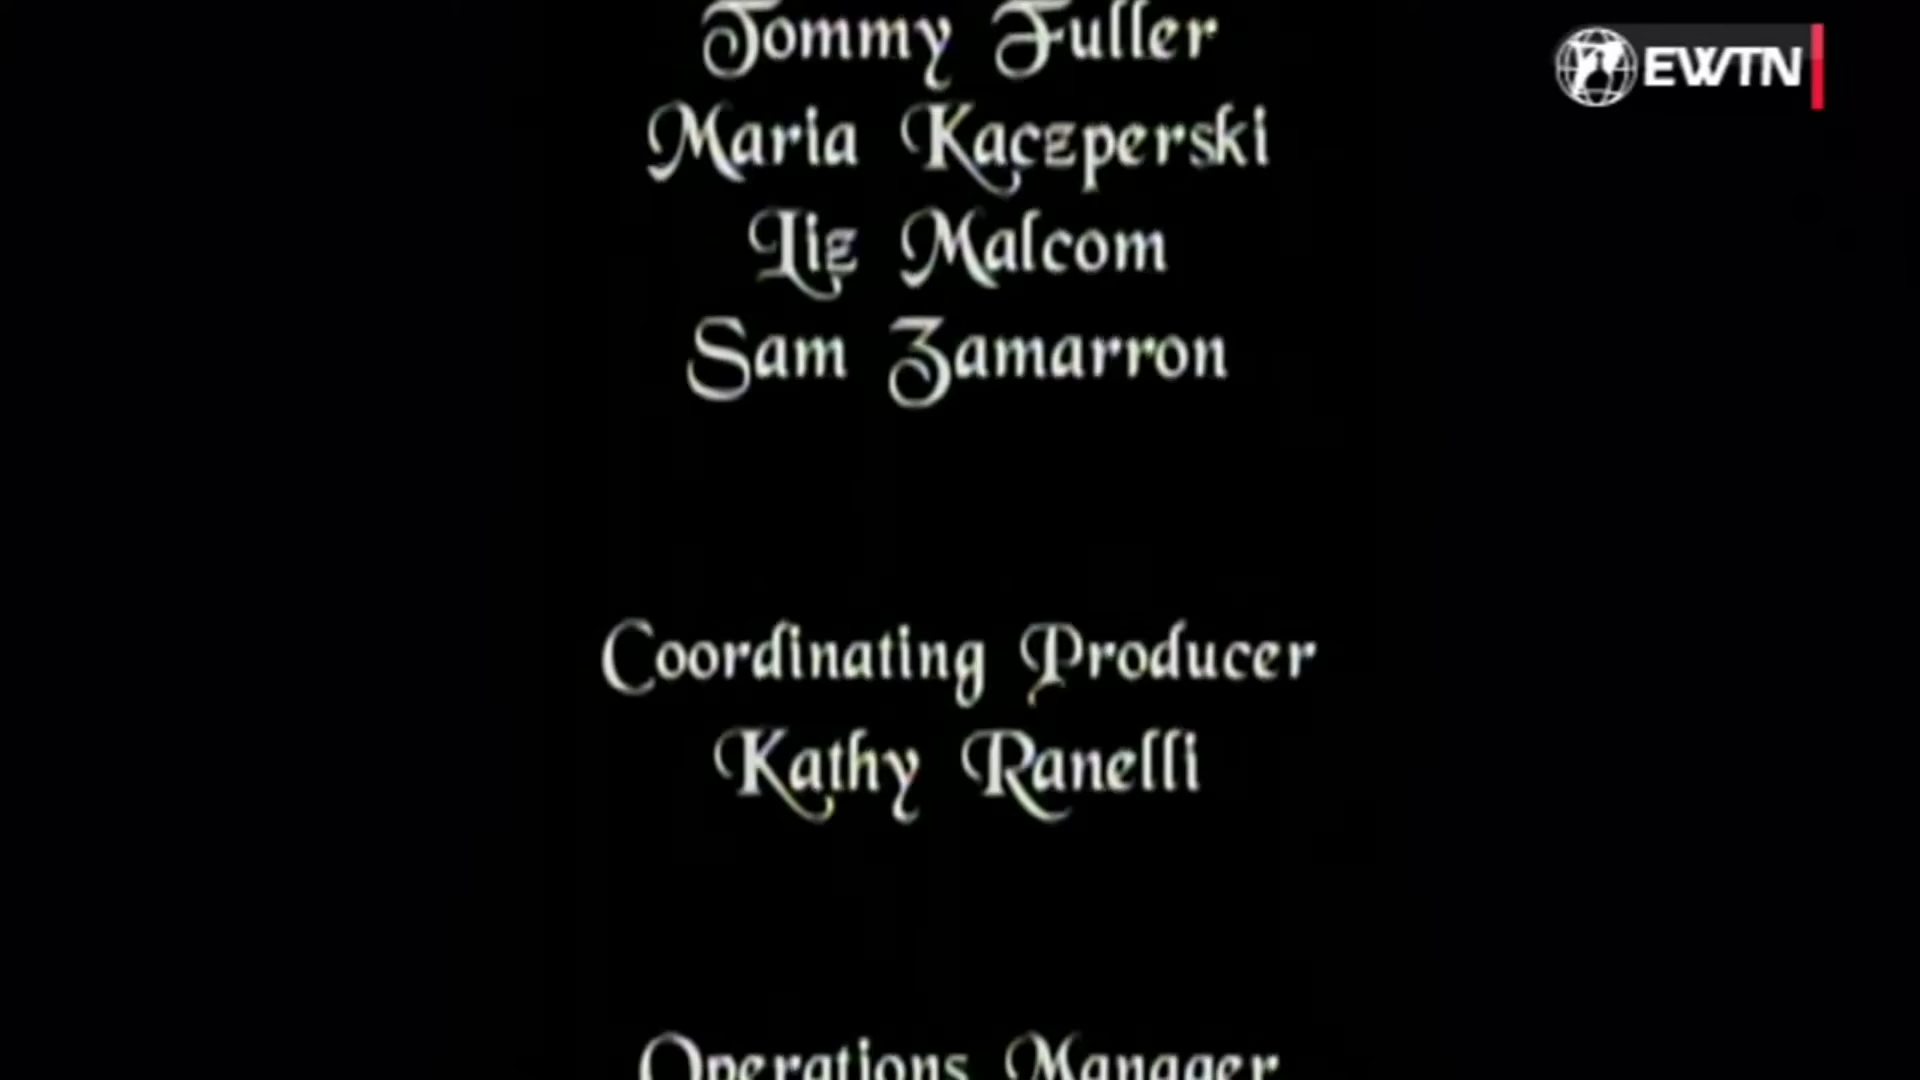 EWTN
Tommy Fuller
Maria Kaczperski
Liz Malcom
Sam Zamarron
Coordinating Producer
Kathy Ranelli
Operations Manager